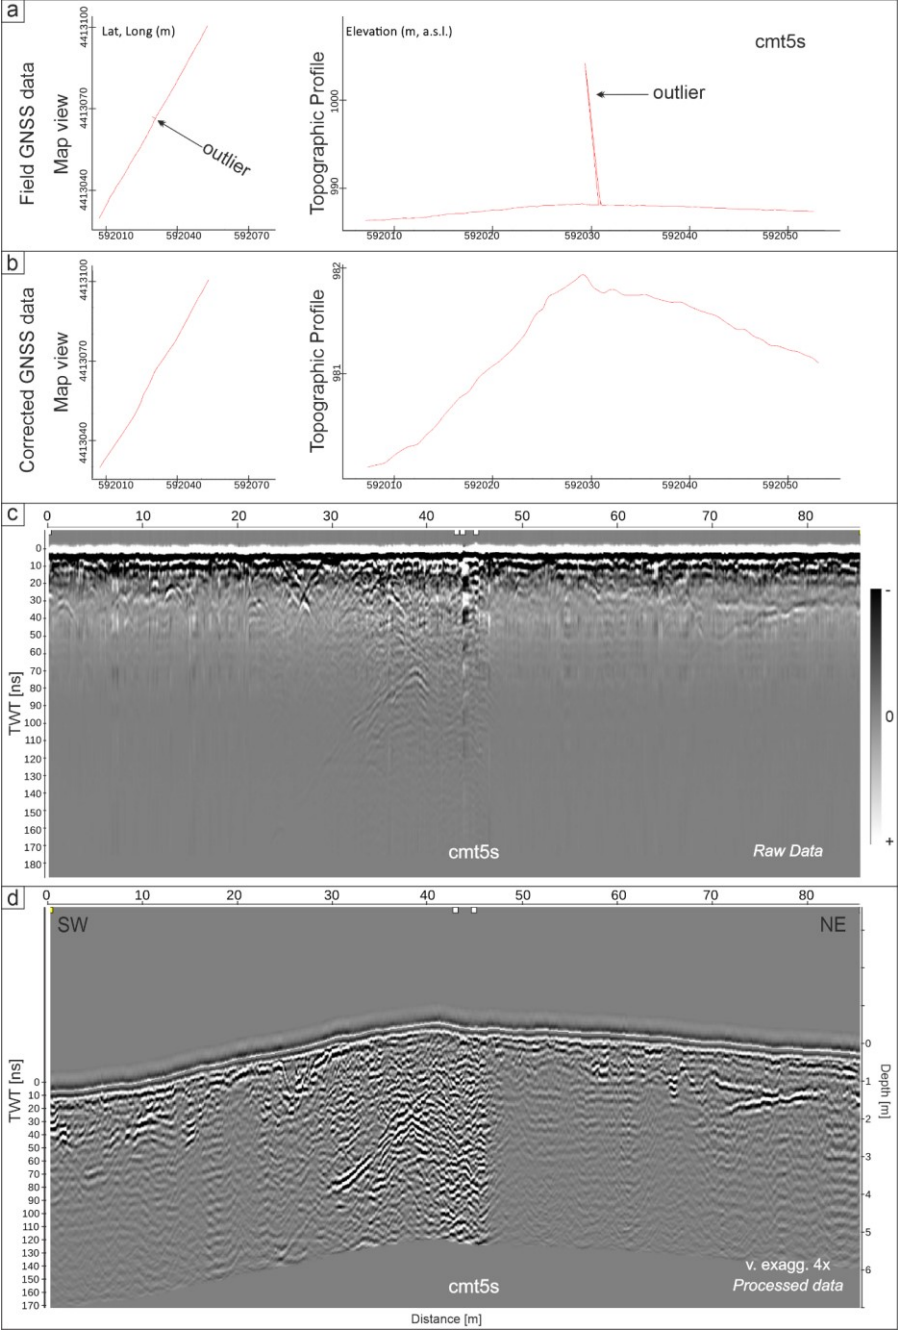 a
Field GNSS data
Map view
4413100
4413070
4413040
Lat, Long (m)
outlier
592010 592040 592070
Topographic Profile
Elevation (m, a.s.l.)
1000
990
cmt5s
outlier
592010 592020 592030 592040 592050
b
Corrected GNSS data
Map view
4413100
4413070
4413040
592010 592040 592070
Topographic Profile
982
981
592010 592020 592030 592040 592050
c
0 10 20 30 40 50 60 70 80
TWT [ns]
0
10
20
30
40
50
60
70
80
90
100
110
120
130
140
150
160
170
180
cmt5s
Raw Data
-
0
+
d
0 10 20 30 40 50 60 70 80
SW
NE
TWT [ns]
0
10
20
30
40
50
60
70
80
90
100
110
120
130
140
150
160
170
Depth [m]
0
1
2
3
4
5
6
v. exagg. 4x
cmt5s
Processed data
Distance [m]